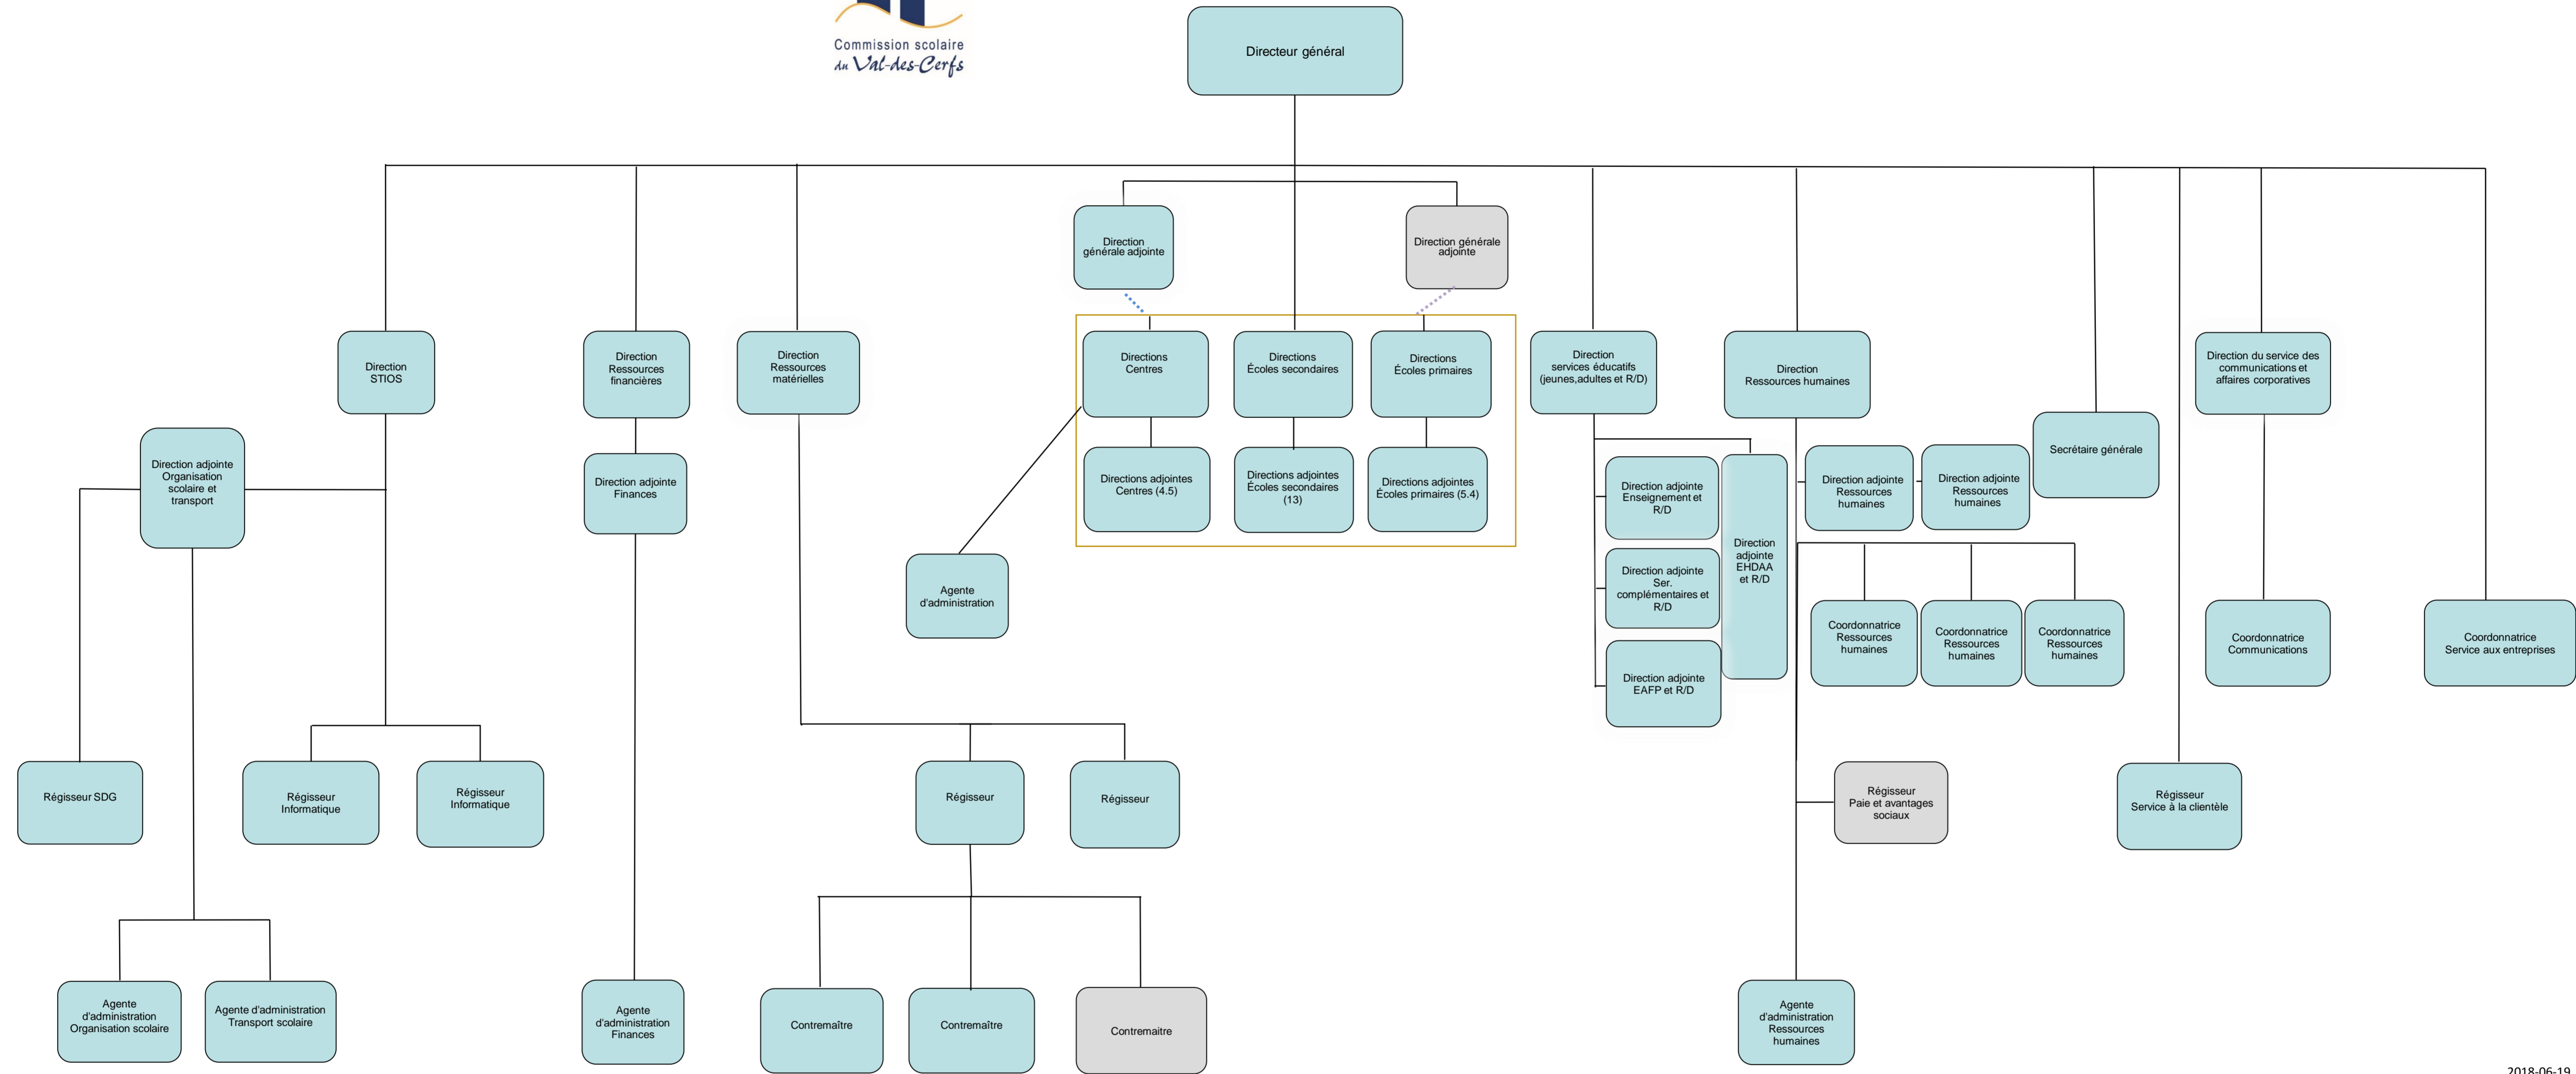 Commission scolaire
du Val-des-Cerfs
Directeur général
Direction
générale adjointe
Direction générale
adjointe
Direction
STIOS
Direction
Ressources
financières
Direction
Ressources
matérielles
Directions
Centres
Directions
Écoles secondaires
Directions
Écoles primaires
Direction
services éducatifs
(jeunes,adultes et R/D)
Direction
Ressources humaines
Direction du service des
communications et
affaires corporatives
Secrétaire générale
Direction adjointe
Organisation
scolaire et
transport
Direction adjointe
Finances
Directions adjointes
Centres (4.5)
Directions adjointes
Écoles secondaires
(13)
Directions adjointes
Écoles primaires (5.4)
Direction adjointe
Enseignement et
R/D
Direction adjointe
Ser.
complémentaires et
R/D
Direction adjointe
EAFP et R/D
Direction
adjointe
EHDAA
et R/D
Direction adjointe
Ressources
humaines
Direction adjointe
Ressources
humaines
Agente
d'administration
Coordonnatrice
Ressources
humaines
Coordonnatrice
Ressources
humaines
Coordonnatrice
Ressources
humaines
Coordonnatrice
Communications
Coordonnatrice
Service aux entreprises
Régisseur SDG
Régisseur
Informatique
Régisseur
Informatique
Régisseur
Régisseur
Régisseur
Paie et avantages
sociaux
Régisseur
Service à la clientèle
Agente
d'administration
Organisation scolaire
Agente d'administration
Transport scolaire
Agente
d'administration
Finances
Contremaître
Contremaître
Contremaitre
Agente
d'administration
Ressources
humaines
2018-06-19